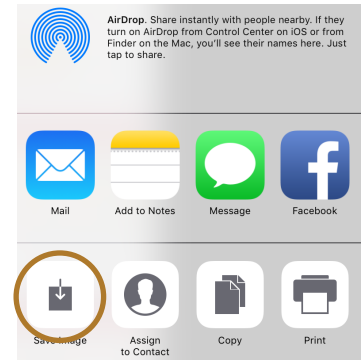 AirDrop. Share instantly with people nearby. If they
turn on AirDrop from Control Center on iOS or from
Finder on the Mac, you'll see their names here. Just
tap to share.
Mail
Add to Notes
Message
Facebook
Save Image
Assign
to Contact
Copy
Print